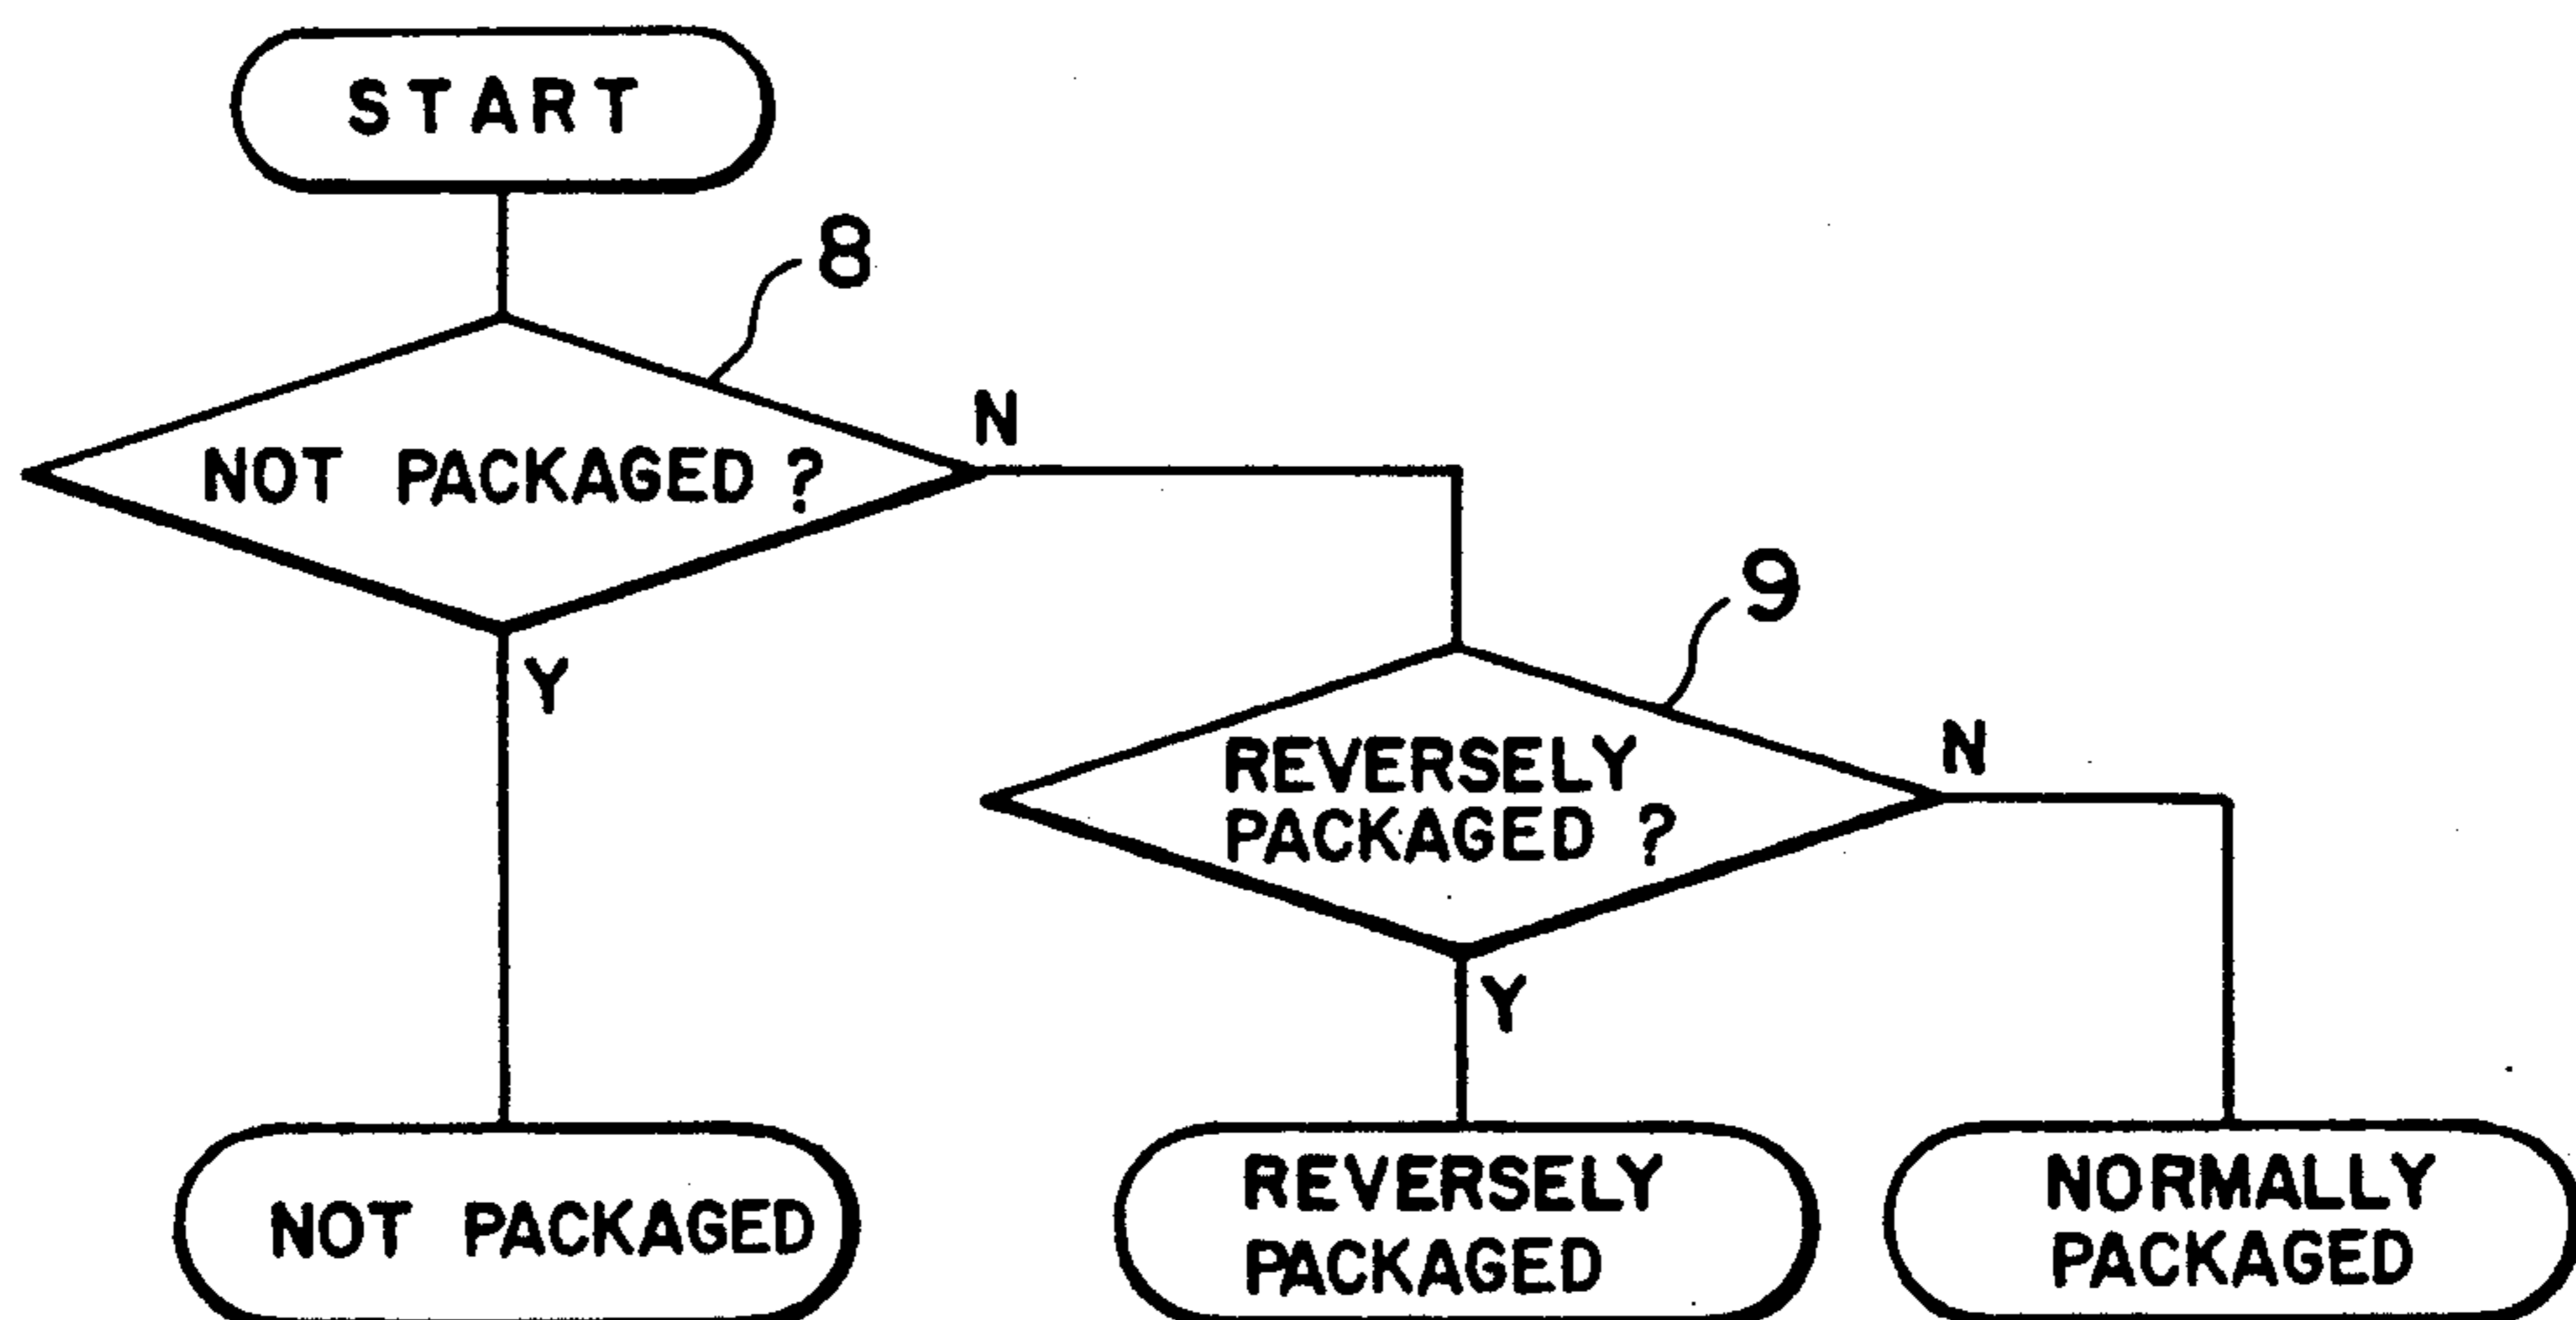 START
8
NOT PACKAGED ?
N
Y
9
REVERSELY
PACKAGED ?
N
Y
NOT PACKAGED
REVERSELY
PACKAGED
NORMALLY
PACKAGED